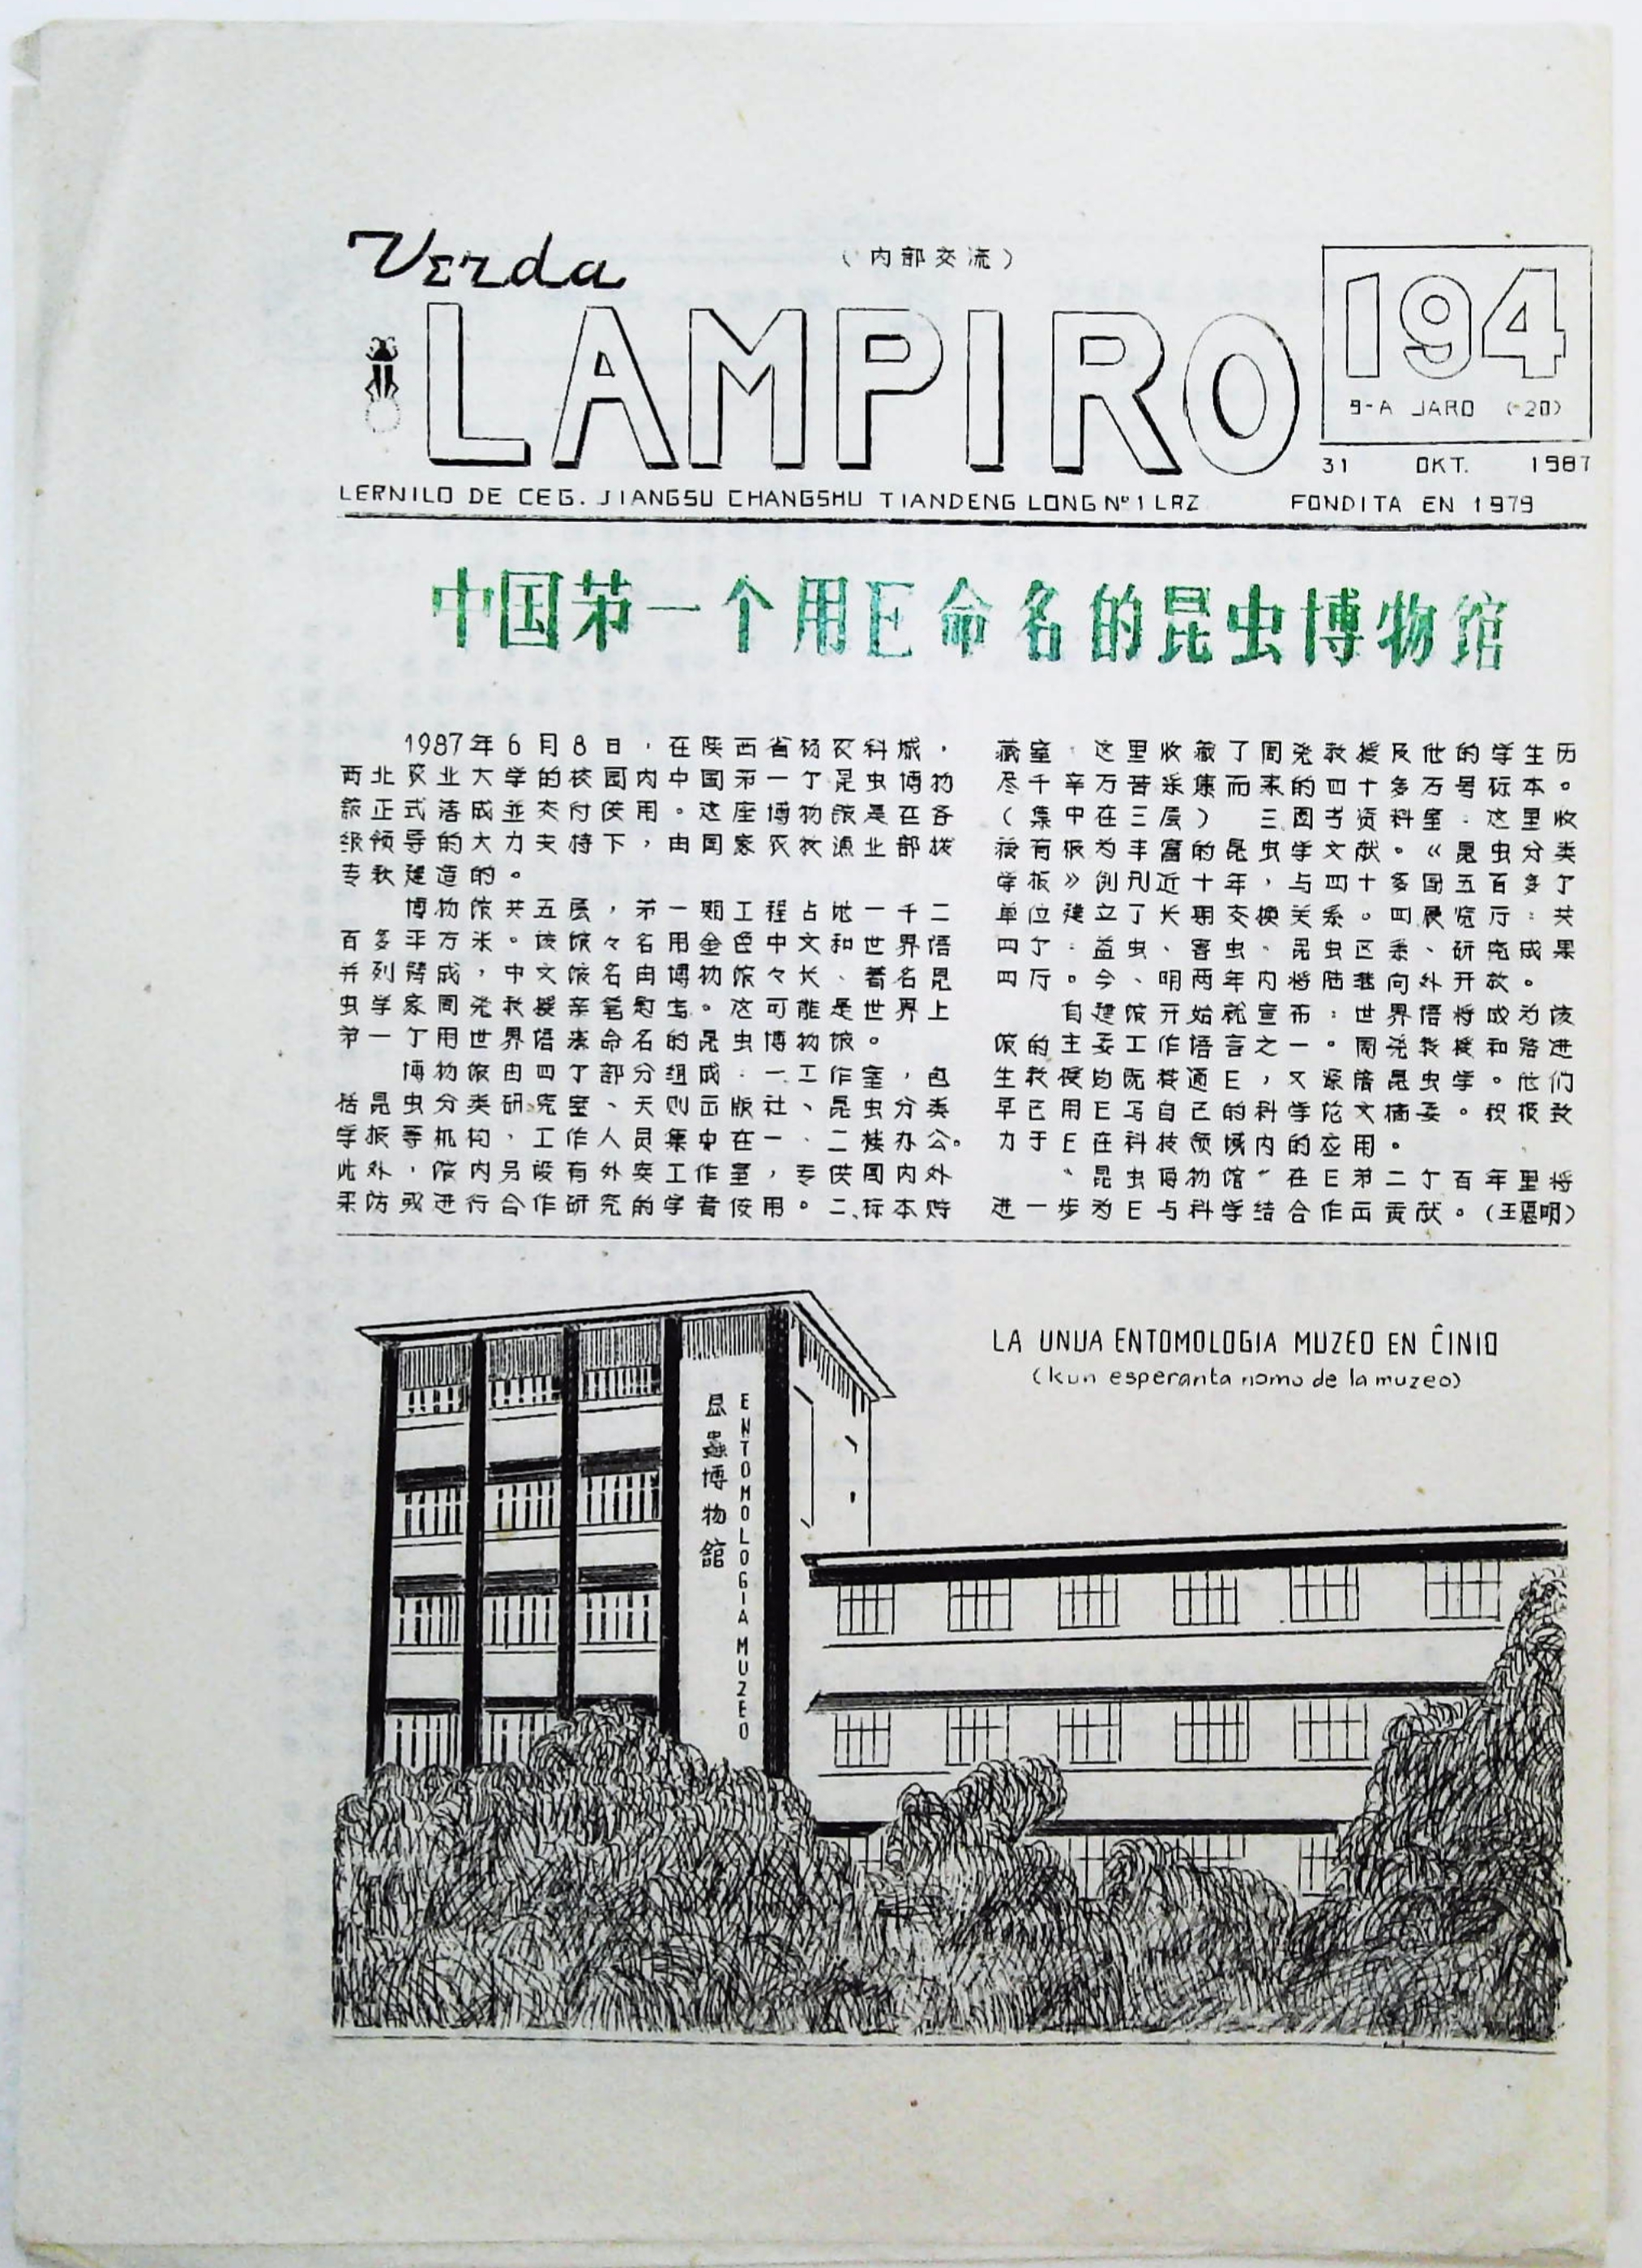 Verda
（内部交流）
LAMPIRO
194
9-A JARO (-20)
31 OKT. 1987
LERNILO DE CEG. JIANGSU CHANGSHU TIANDENG LONG Nº1 LRZ FONDITA EN 1979
中国苐一个用E命名的昆虫博物馆
1987年6月8日，在陕西省杨农科城，
西北农业大学的校园内中国苐一个昆虫博物
馆正式落成並交付使用。这座博物馆是在各
级领导的大力支持下，由国家农牧渔业部拨
专款建造的。
博物馆共五层，苐一期工程占地一千二
百多平方米。该馆々名用金色中文和世界语
并列镌成，中文馆名由博物馆々长、著名昆
虫学家周尧教授亲笔题写。这可能是世界上
苐一个用世界语来命名的昆虫博物馆。
博物馆由四个部分组成：一.工作室，包
括昆虫分类研究室、天则出版社、昆虫分类
学报等机构，工作人员集中在一、二楼办公。
此外，馆内另设有外宾工作室，专供国内外
来访或进行合作研究的学者使用。二.标本贮
藏室：这里收藏了周尧教授及他的学生历
尽千辛万苦采集而来的四十多万号标本。
（集中在三层） 三.图书资料室：这里收
藏有极为丰富的昆虫学文献。《昆虫分类
学报》创刊近十年，与四十多国五百多个
单位建立了长期交换关系。四.展览厅：共
四个：益虫、害虫、昆虫区系、研究成果
四厅。今、明两年内将陆续向外开放。
自建馆开始就宣布：世界语将成为该
馆的主要工作语言之一。周尧教授和路进
生教授均既精通E，又深谙昆虫学。他们
早已用E写自己的科学论文摘要。积极致
力于E在科技领域内的应用。
“昆虫博物馆”在E苐二个百年里将
进一步为E与科学结合作出贡献。（王恩明）
LA UNUA ENTOMOLOGIA MUZEO EN ĈINIO
(kun esperanta nomo de la muzeo)
昆蟲博物館
ENTOMOLOGIA MUZEO